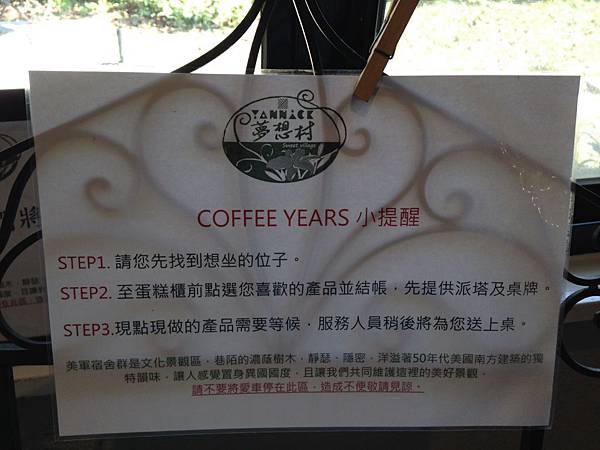 YANNICK
夢想村
Sweet village
COFFEE YEARS 小提醒
STEP1. 請您先找到想坐的位子。
STEP2. 至蛋糕櫃前點選您喜歡的產品並結帳，先提供派塔及桌牌。
STEP3.現點現做的產品需要等候，服務人員稍後將為您送上桌。
美軍宿舍群是文化景觀區，巷陌的濃蔭樹木，靜瑟、隱密，洋溢著50年代美國南方建築的獨
特韻味，讓人感覺置身異國國度，且讓我們共同維護這裡的美好景觀，
請不要將愛車停在此區，造成不便敬請見諒。
將